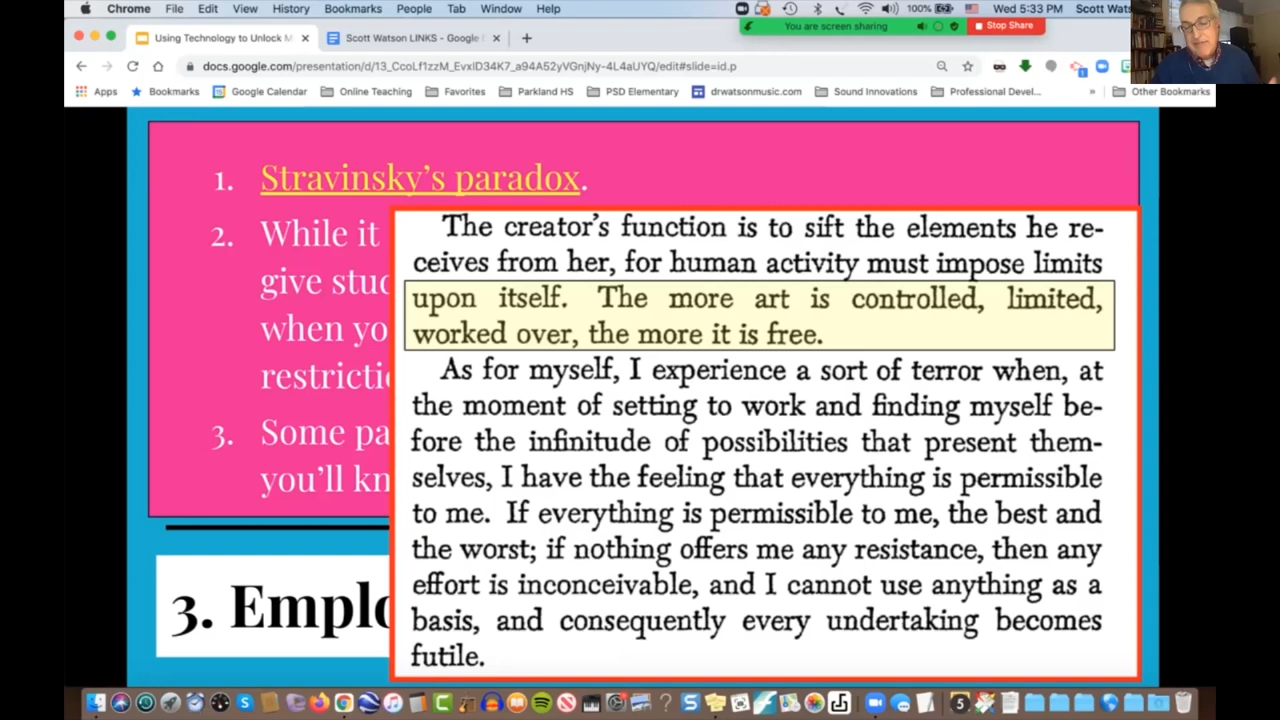 Chrome File Edit View History Bookmarks People Tab Window Help
100%
Wed 5:33 PM
Scott Wats
You are screen sharing
Stop Share
Using Technology to Unlock M
Scott Watson LINKS - Google
docs.google.com/presentation/d/13_CcoLf1zzM_EvxID34K7_a94A52yVGnjNy-4L4aUYQ/edit#slide=id.p
Apps Bookmarks Google Calendar Online Teaching Favorites Parkland HS PSD Elementary drwatsonmusic.com Sound Innovations Professional Devel... » Other Bookmarks
1. Stravinsky's paradox.
2. While it
give stud
when yo
restricti
3. Some pa
you'll kn
3. Emplo
The creator's function is to sift the elements he re-
ceives from her, for human activity must impose limits
upon itself. The more art is controlled, limited,
worked over, the more it is free.
As for myself, I experience a sort of terror when, at
the moment of setting to work and finding myself be-
fore the infinitude of possibilities that present them-
selves, I have the feeling that everything is permissible
to me. If everything is permissible to me, the best and
the worst; if nothing offers me any resistance, then any
effort is inconceivable, and I cannot use anything as a
basis, and consequently every undertaking becomes
futile.